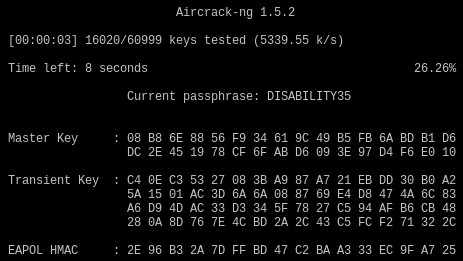 Aircrack-ng 1.5.2
[00:00:03] 16020/60999 keys tested (5339.55 k/s)
Time left: 8 seconds 26.26%
Current passphrase: DISABILITY35
Master Key : 08 B8 6E 88 56 F9 34 61 9C 49 B5 FB 6A BD B1 D6
DC 2E 45 19 78 CF 6F AB D6 09 3E 97 D4 F6 E0 10
Transient Key : C4 0E C3 53 27 08 3B A9 87 A7 21 EB DD 30 B0 A2
5A 15 01 AC 3D 6A 6A 08 87 69 E4 D8 47 4A 6C 83
A6 D9 4D AC 33 D3 34 5F 78 27 C5 94 AF B6 CB 48
28 0A 8D 76 7E 4C BD 2A 2C 43 C5 FC F2 71 32 2C
EAPOL HMAC : 2E 96 B3 2A 7D FF BD 47 C2 BA A3 33 EC 9F A7 25